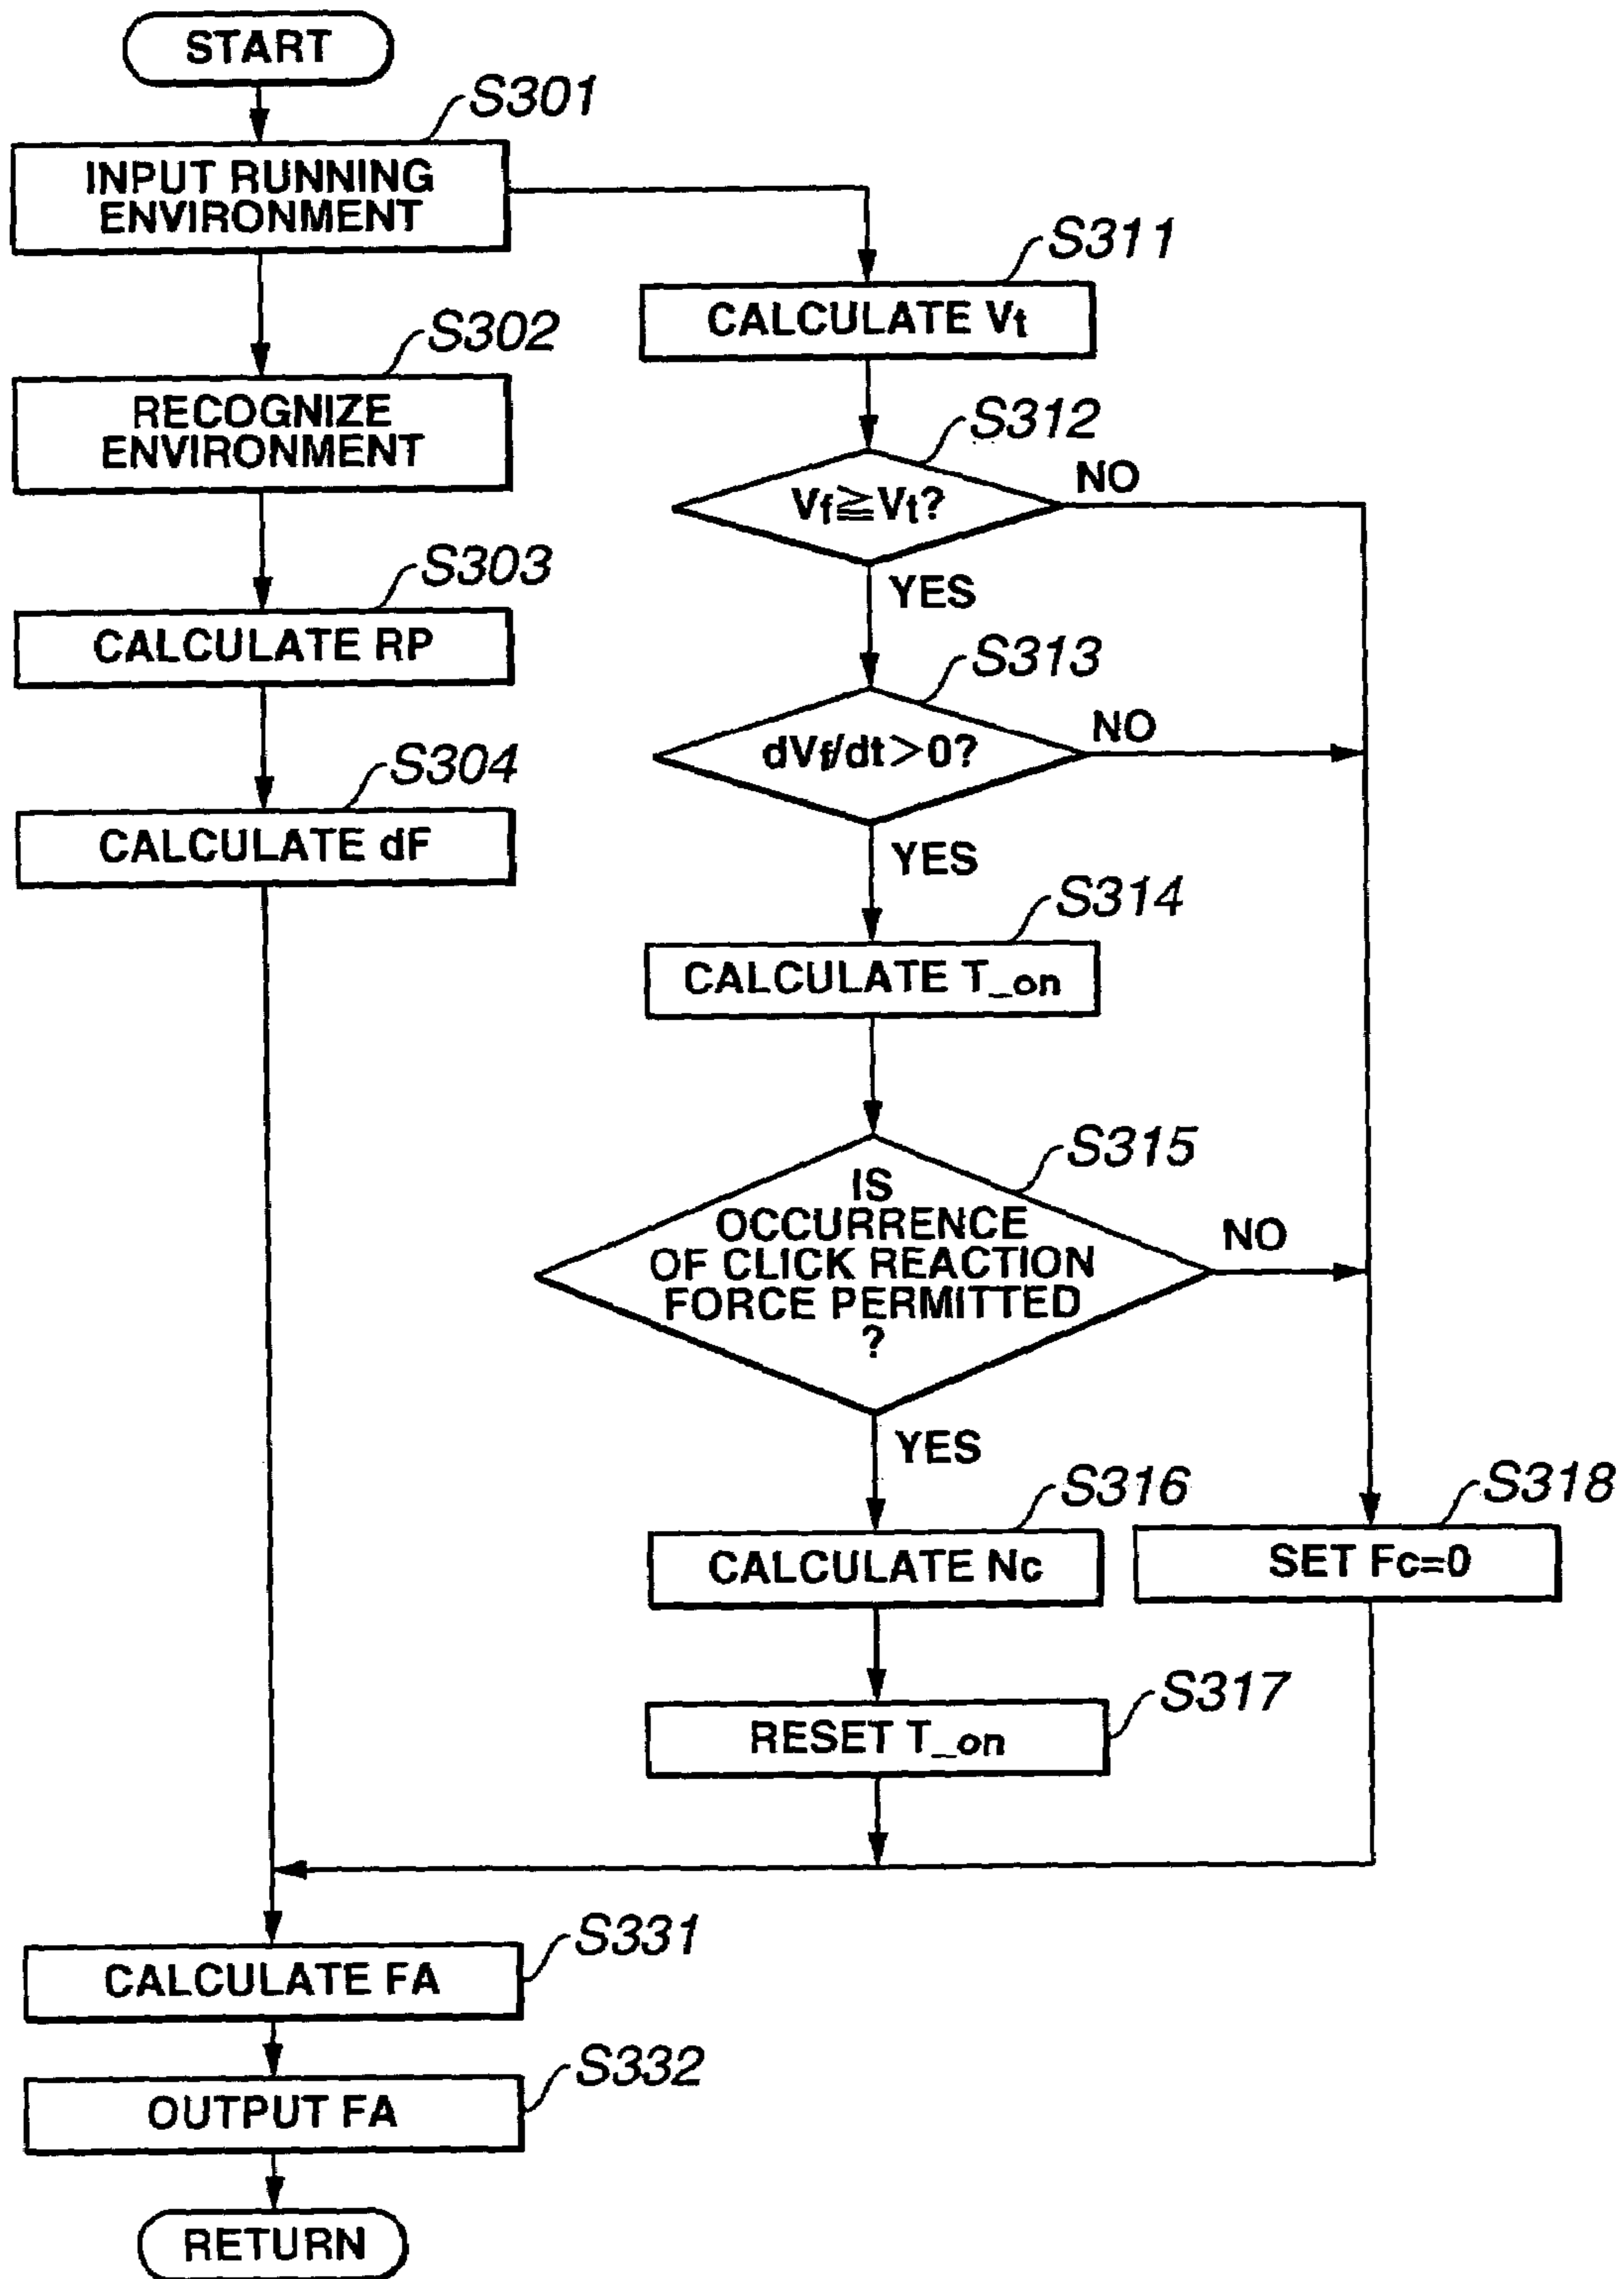 START
S301
INPUT RUNNING
ENVIRONMENT
S302
RECOGNIZE
ENVIRONMENT
S303
CALCULATE RP
S304
CALCULATE dF
S311
CALCULATE Vt
S312
Vf≧Vt?
NO
YES
S313
dVf/dt>0?
NO
YES
S314
CALCULATE T_on
S315
IS
OCCURRENCE
OF CLICK REACTION
FORCE PERMITTED
?
NO
YES
S316
CALCULATE Nc
S317
RESET T_on
S318
SET Fc=0
S331
CALCULATE FA
S332
OUTPUT FA
RETURN